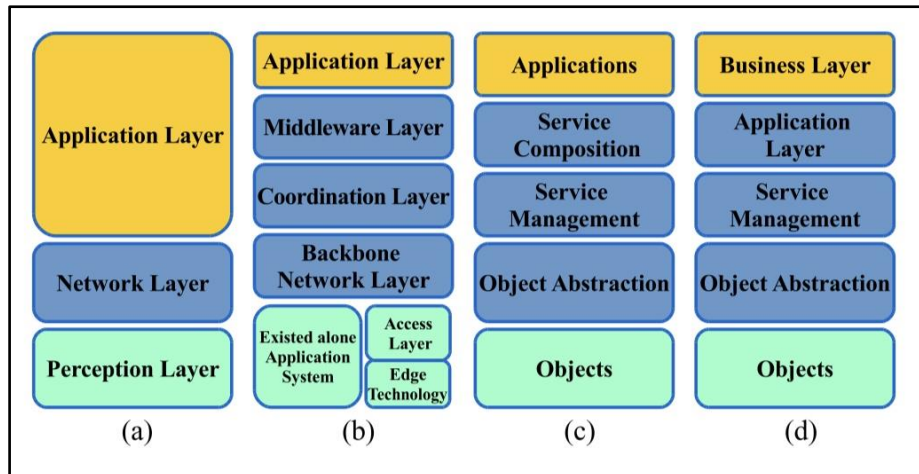 Application Layer
Network Layer
Perception Layer
(a)
Application Layer
Middleware Layer
Coordination Layer
Backbone
Network Layer
Existed alone
Application
System
Access
Layer
Edge
Technology
(b)
Applications
Service
Composition
Service
Management
Object Abstraction
Objects
(c)
Business Layer
Application
Layer
Service
Management
Object Abstraction
Objects
(d)